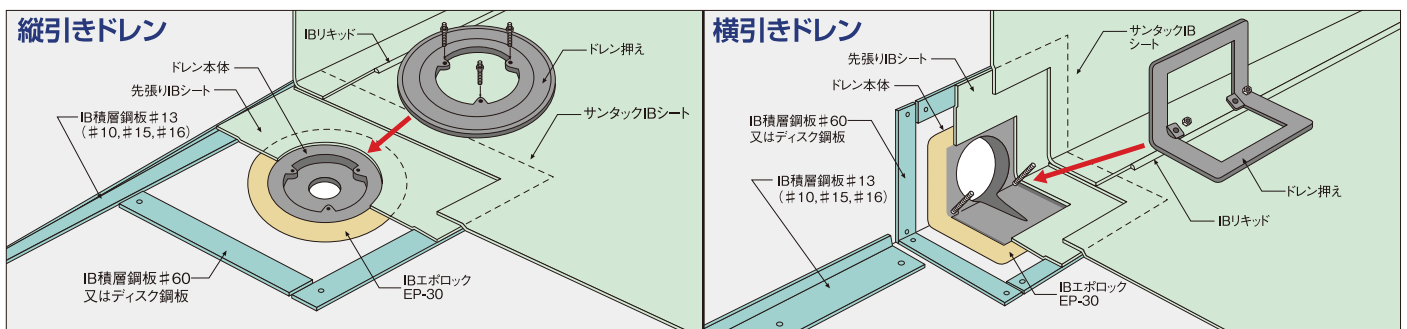 縦引きドレン
IBリキッド
ドレン押え
ドレン本体
先張りIBシート
IB積層鋼板#13
(#10,#15,#16)
サンタックIBシート
IB積層鋼板#60
又はディスク鋼板
IBエポロック
EP-30
横引きドレン
サンタックIB
シート
先張りIBシート
ドレン本体
IB積層鋼板#60
又はディスク鋼板
IB積層鋼板#13
(#10,#15,#16)
ドレン押え
IBリキッド
IBエポロック
EP-30